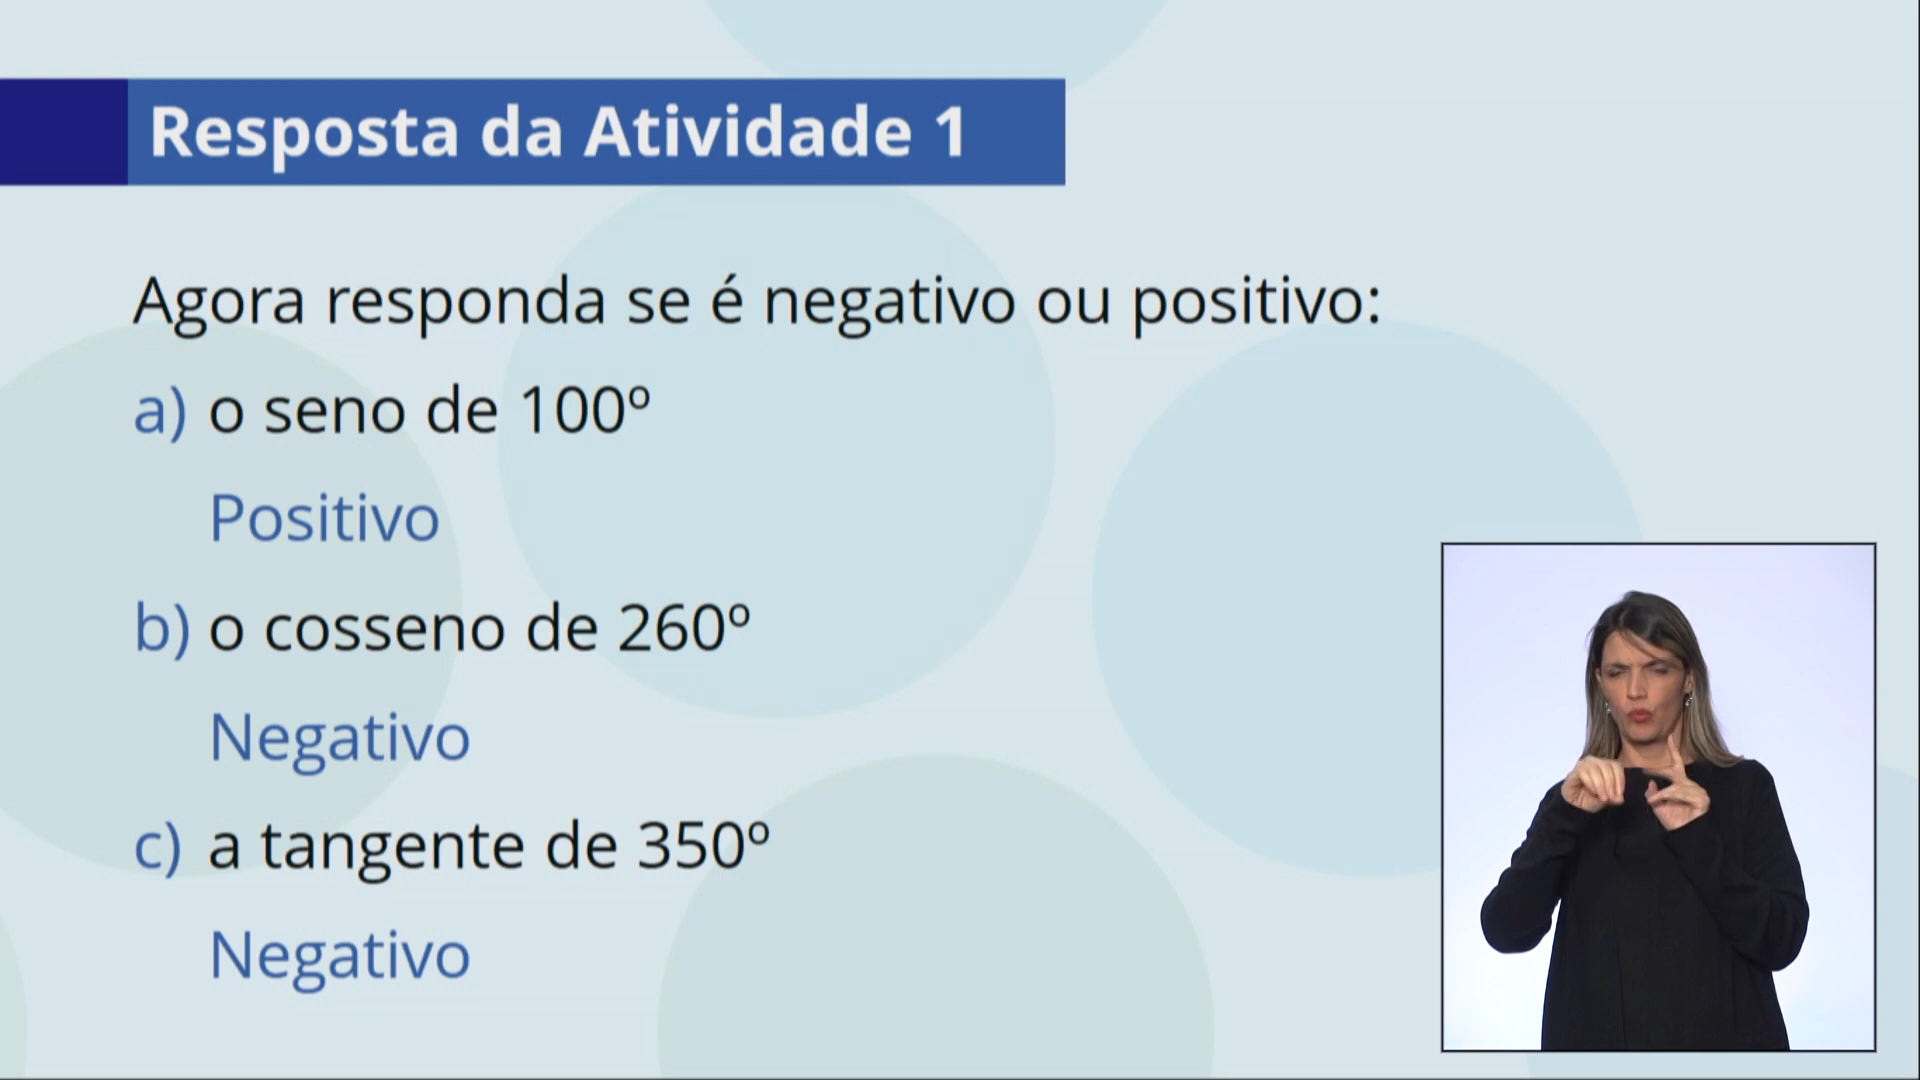 Resposta da Atividade 1
Agora responda se é negativo ou positivo:
a) o seno de 100º
Positivo
b) o cosseno de 260º
Negativo
c) a tangente de 350º
Negativo